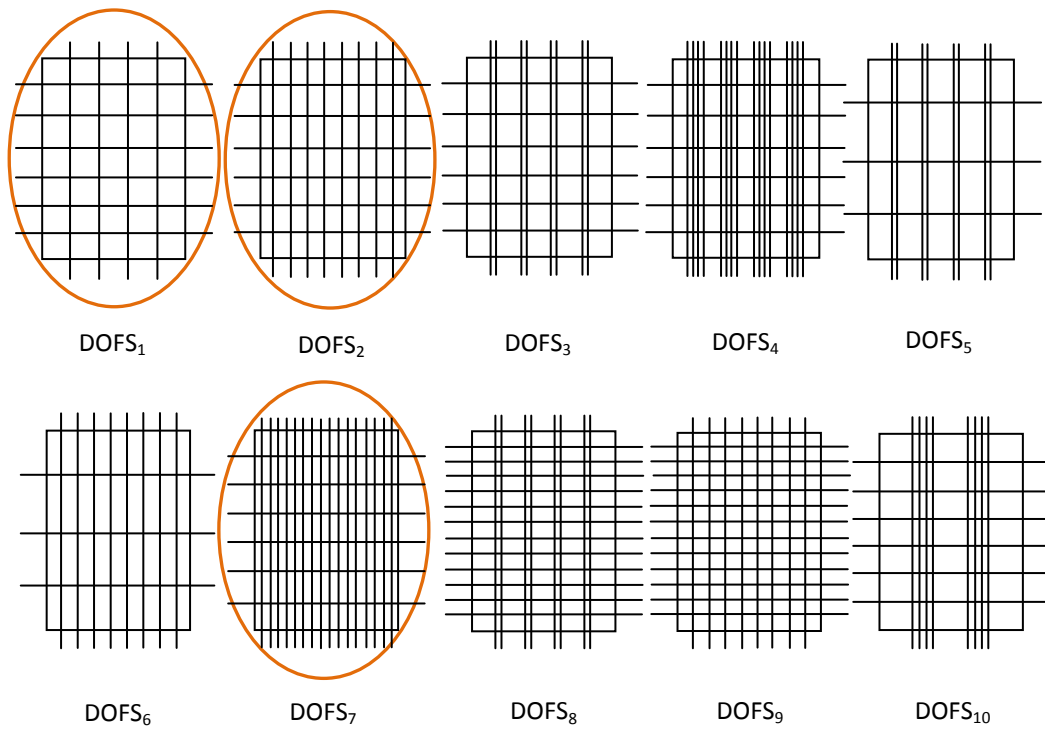 DOFS₁ DOFS₂ DOFS₃ DOFS₄ DOFS₅
DOFS₆ DOFS₇ DOFS₈ DOFS₉ DOFS₁₀